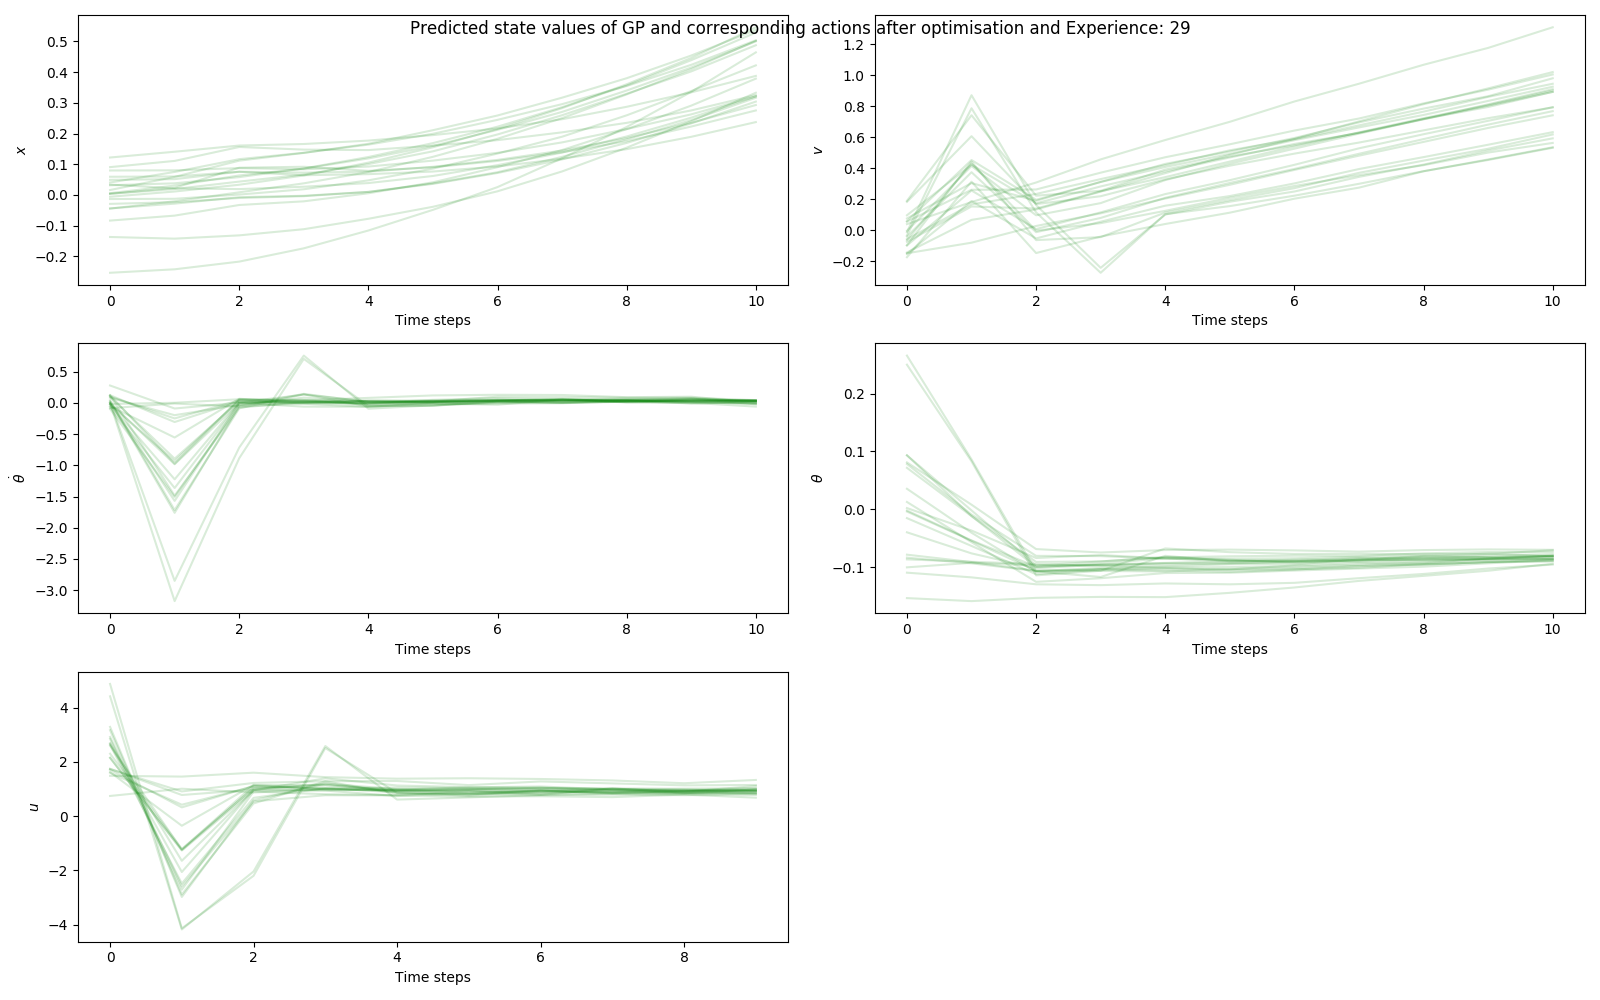 Predicted state values of GP and corresponding actions after optimisation and Experience: 29
0.5
0.4
0.3
0.2
0.1
0.0
−0.1
−0.2
x
0 2 4 6 8 10
Time steps
1.2
1.0
0.8
0.6
0.4
0.2
0.0
−0.2
v
0 2 4 6 8 10
Time steps
0.5
0.0
−0.5
−1.0
−1.5
−2.0
−2.5
−3.0
θ̇
0 2 4 6 8 10
Time steps
0.2
0.1
0.0
−0.1
θ
0 2 4 6 8 10
Time steps
4
2
0
−2
−4
u
0 2 4 6 8
Time steps